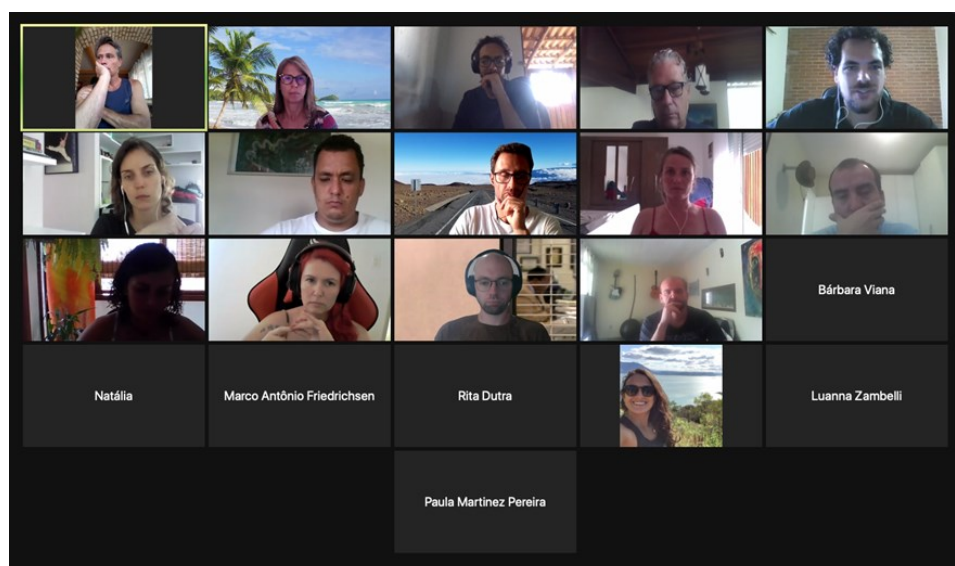 Bárbara Viana
Natália
Marco Antônio Friedrichsen
Rita Dutra
Luanna Zambelli
Paula Martinez Pereira